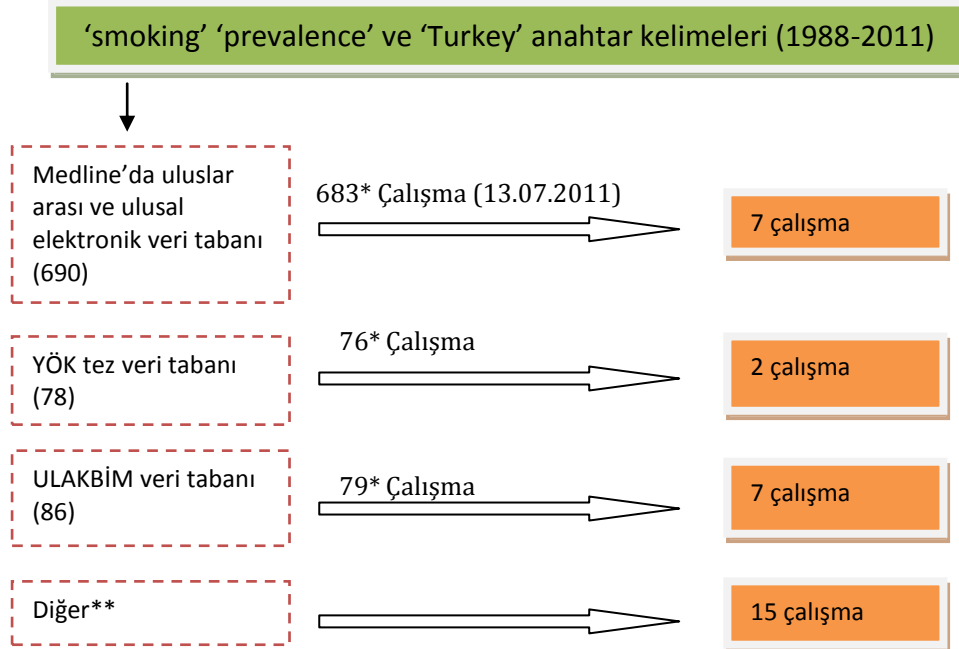 ‘smoking’ ‘prevalence’ ve ‘Turkey’ anahtar kelimeleri (1988-2011)
Medline’da uluslar
arası ve ulusal
elektronik veri tabanı
(690)
683* Çalışma (13.07.2011)
7 çalışma
YÖK tez veri tabanı
(78)
76* Çalışma
2 çalışma
ULAKBİM veri tabanı
(86)
79* Çalışma
7 çalışma
Diğer**
15 çalışma